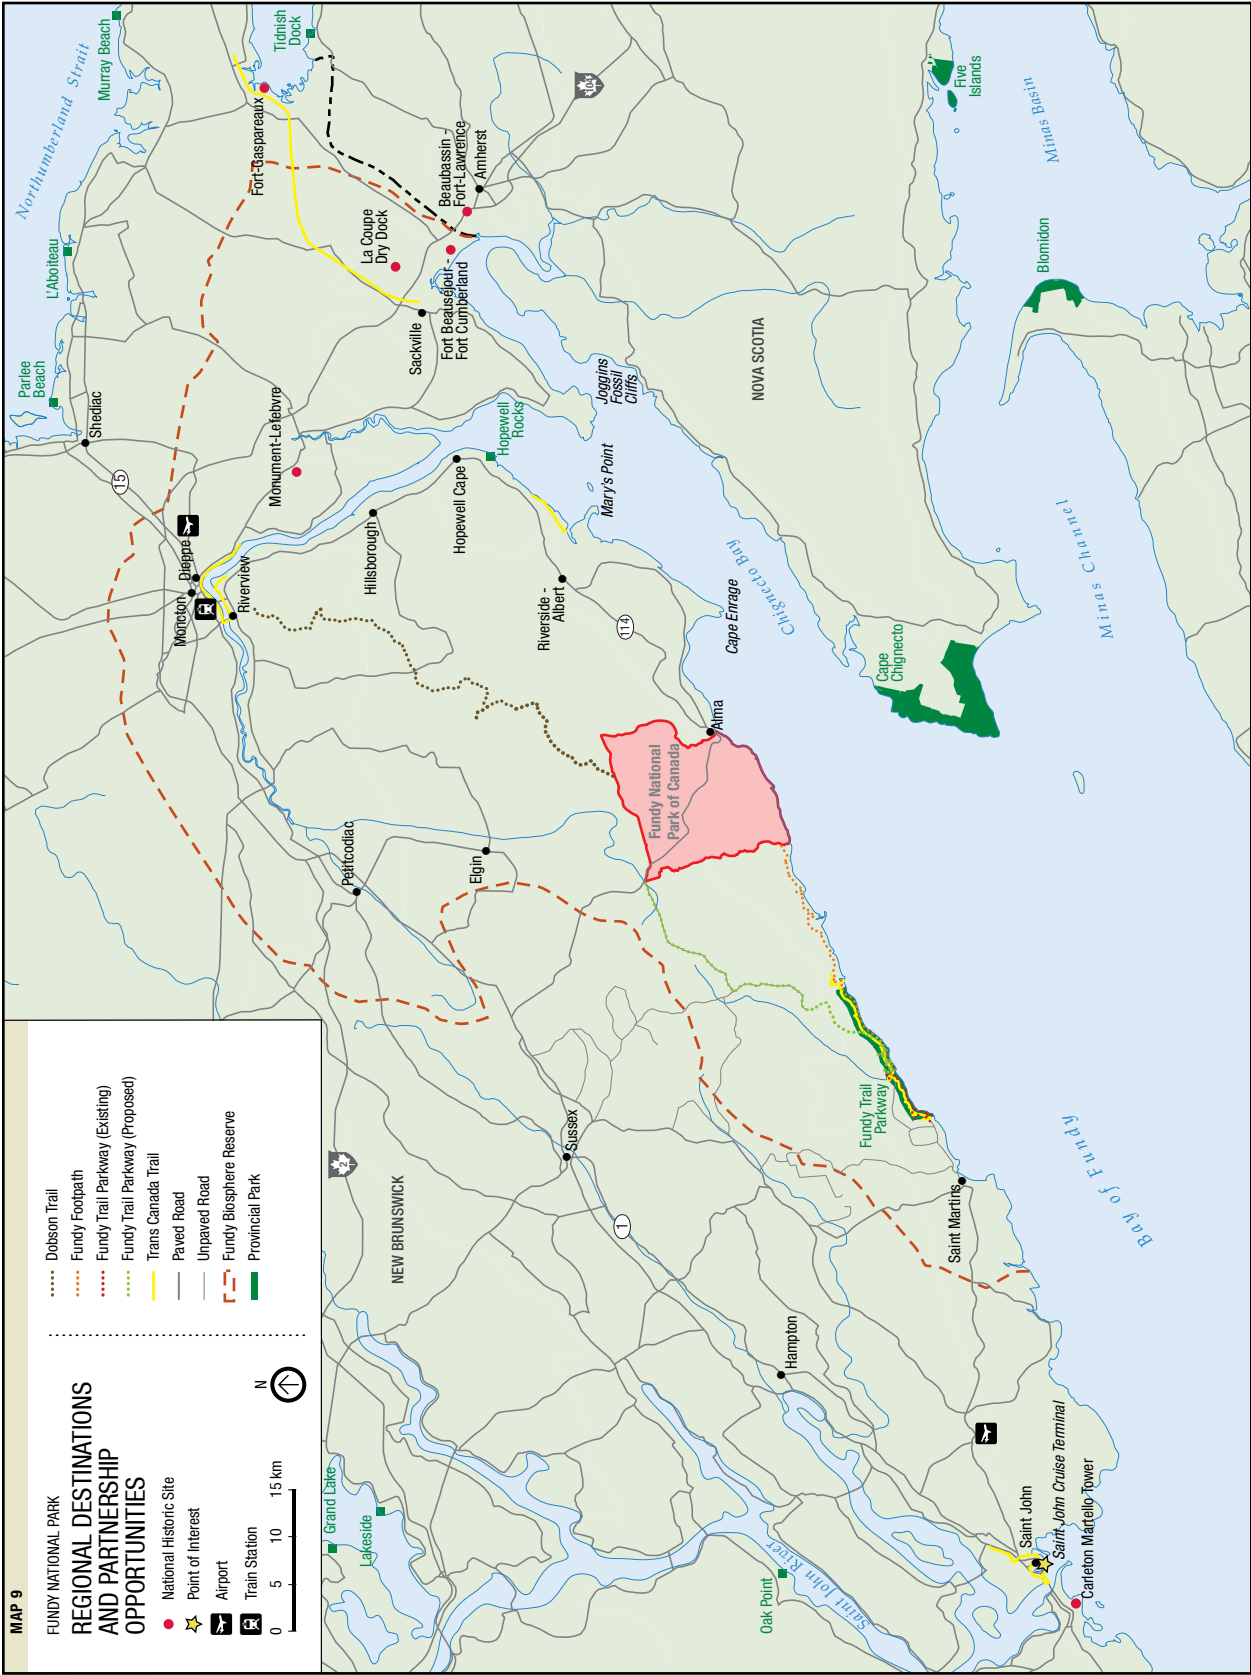 MAP 9
FUNDY NATIONAL PARK
REGIONAL DESTINATIONS
AND PARTNERSHIP
OPPORTUNITIES
National Historic Site
Point of Interest
Airport
Train Station
0 5 10 15 km
N
Dobson Trail
Fundy Footpath
Fundy Trail Parkway (Existing)
Fundy Trail Parkway (Proposed)
Trans Canada Trail
Paved Road
Unpaved Road
Fundy Biosphere Reserve
Provincial Park
Northumberland Strait
Murray Beach
Tidnish
Dock
L'Aboiteau
Parlee
Beach
Shediac
15
Fort-Gaspareaux
104
Beaubassin -
Fort-Lawrence
Amherst
La Coupe
Dry Dock
Fort Beauséjour -
Fort Cumberland
Sackville
Monument-Lefebvre
Moncton
Dieppe
Riverview
Hillsborough
Hopewell Cape
Hopewell
Rocks
Joggins
Fossil
Cliffs
Mary's Point
Riverside -
Albert
114
Cape Enrage
Chignecto Bay
NOVA SCOTIA
Five
Islands
Minas Basin
Blomidon
Minas Channel
Cape
Chignecto
Alma
Fundy National
Park of Canada
Petitcodiac
Elgin
2
NEW BRUNSWICK
Sussex
1
Fundy Trail
Parkway
Saint Martins
Bay of Fundy
Hampton
Grand Lake
Lakeside
Oak Point
Saint John River
Saint John
Saint John Cruise Terminal
Carleton Martello Tower